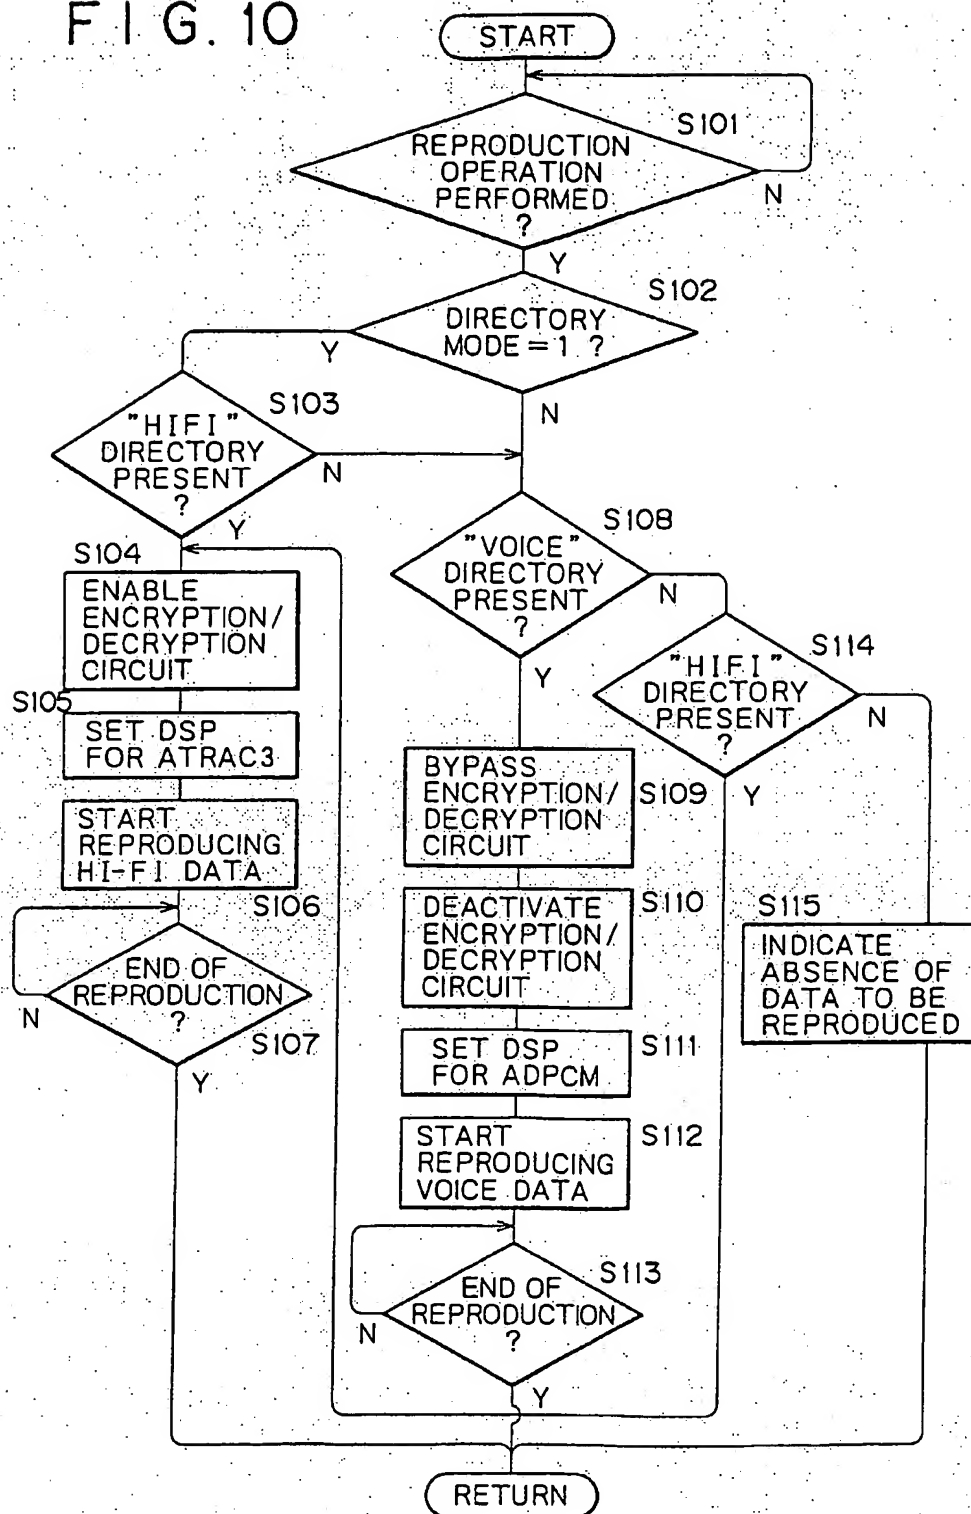 FIG. 10
START
S101
REPRODUCTION
OPERATION
PERFORMED
?
N
Y
S102
DIRECTORY
MODE = 1 ?
Y
N
S103
"HIFI"
DIRECTORY
PRESENT
?
N
Y
S104
ENABLE
ENCRYPTION/
DECRYPTION
CIRCUIT
S105
SET DSP
FOR ATRAC3
START
REPRODUCING
HI-FI DATA
S106
END OF
REPRODUCTION
?
N
S107
Y
S108
"VOICE"
DIRECTORY
PRESENT
?
N
Y
S109
BYPASS
ENCRYPTION/
DECRYPTION
CIRCUIT
S110
DEACTIVATE
ENCRYPTION/
DECRYPTION
CIRCUIT
S111
SET DSP
FOR ADPCM
S112
START
REPRODUCING
VOICE DATA
S113
END OF
REPRODUCTION
?
N
Y
S114
"HIFI"
DIRECTORY
PRESENT
?
N
Y
S115
INDICATE
ABSENCE OF
DATA TO BE
REPRODUCED
RETURN